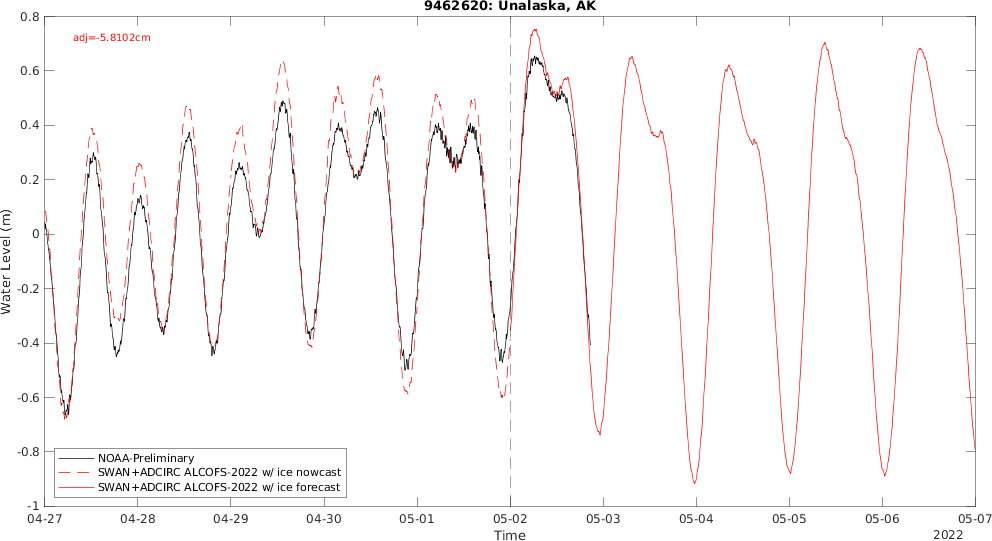 9462620: Unalaska, AK
adj=-5.8102cm
0.8
0.6
0.4
0.2
0
-0.2
-0.4
-0.6
-0.8
-1
Water Level (m)
NOAA-Preliminary
SWAN+ADCIRC ALCOFS-2022 w/ ice nowcast
SWAN+ADCIRC ALCOFS-2022 w/ ice forecast
04-27 04-28 04-29 04-30 05-01 05-02 05-03 05-04 05-05 05-06 05-07
Time
2022